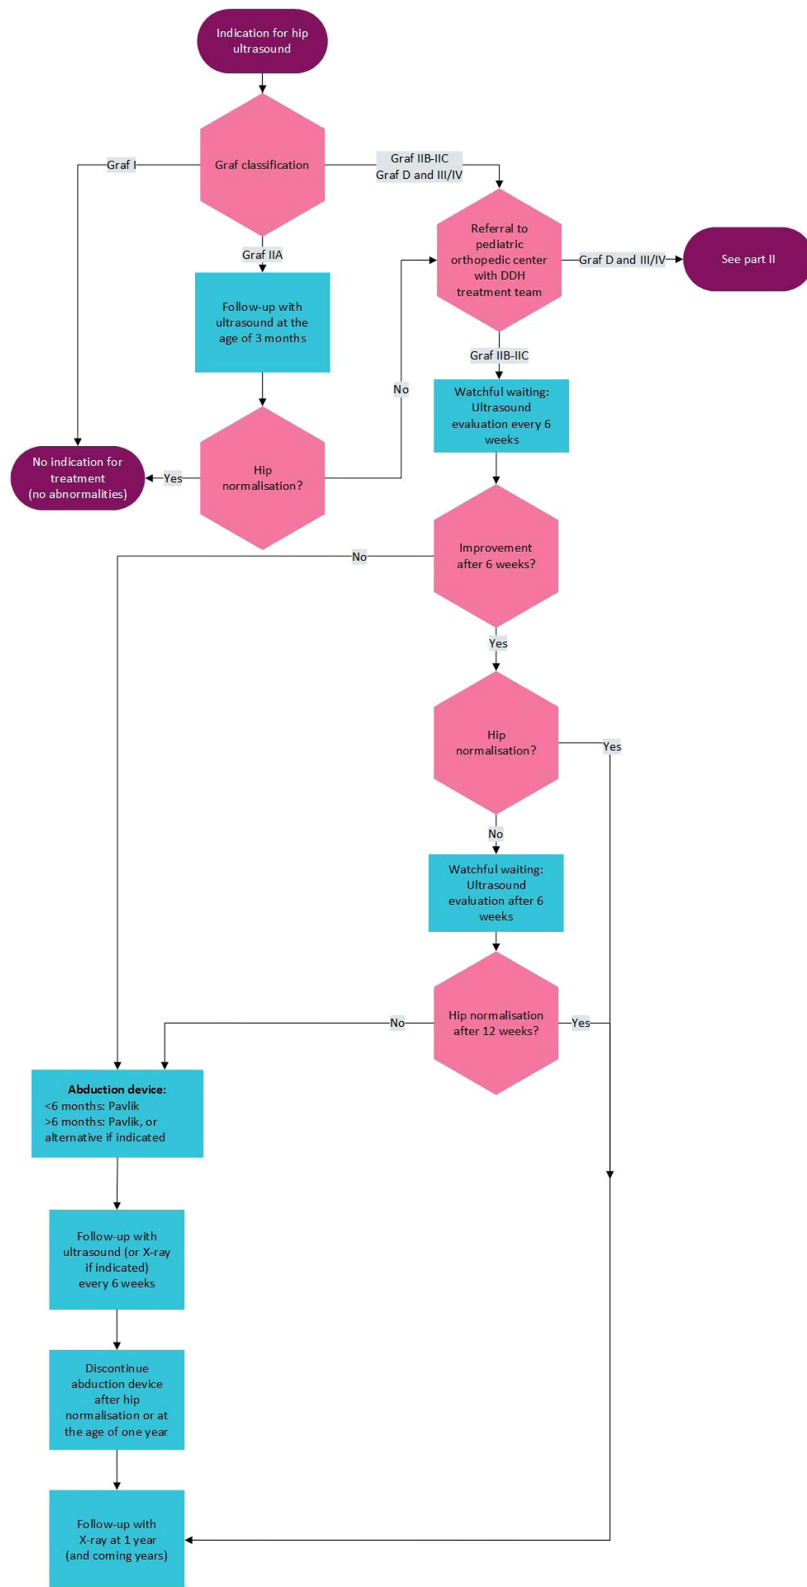 Indication for hip
ultrasound
Graf I
Graf classification
Graf IIB-IIC
Graf D and III/IV
Graf IIA
Referral to
pediatric
orthopedic center
with DDH
treatment team
Graf D and III/IV
See part II
Follow-up with
ultrasound at the
age of 3 months
Graf IIB-IIC
No
Watchful waiting:
Ultrasound
evaluation every 6
weeks
No indication for
treatment
(no abnormalities)
Yes
Hip
normalisation?
No
Improvement
after 6 weeks?
Yes
Hip
normalisation?
Yes
No
Watchful waiting:
Ultrasound
evaluation after 6
weeks
No
Hip normalisation
after 12 weeks?
Yes
Abduction device:
<6 months: Pavlik
>6 months: Pavlik, or
alternative if indicated
Follow-up with
ultrasound (or X-ray
if indicated)
every 6 weeks
Discontinue
abduction device
after hip
normalisation or at
the age of one year
Follow-up with
X-ray at 1 year
(and coming years)